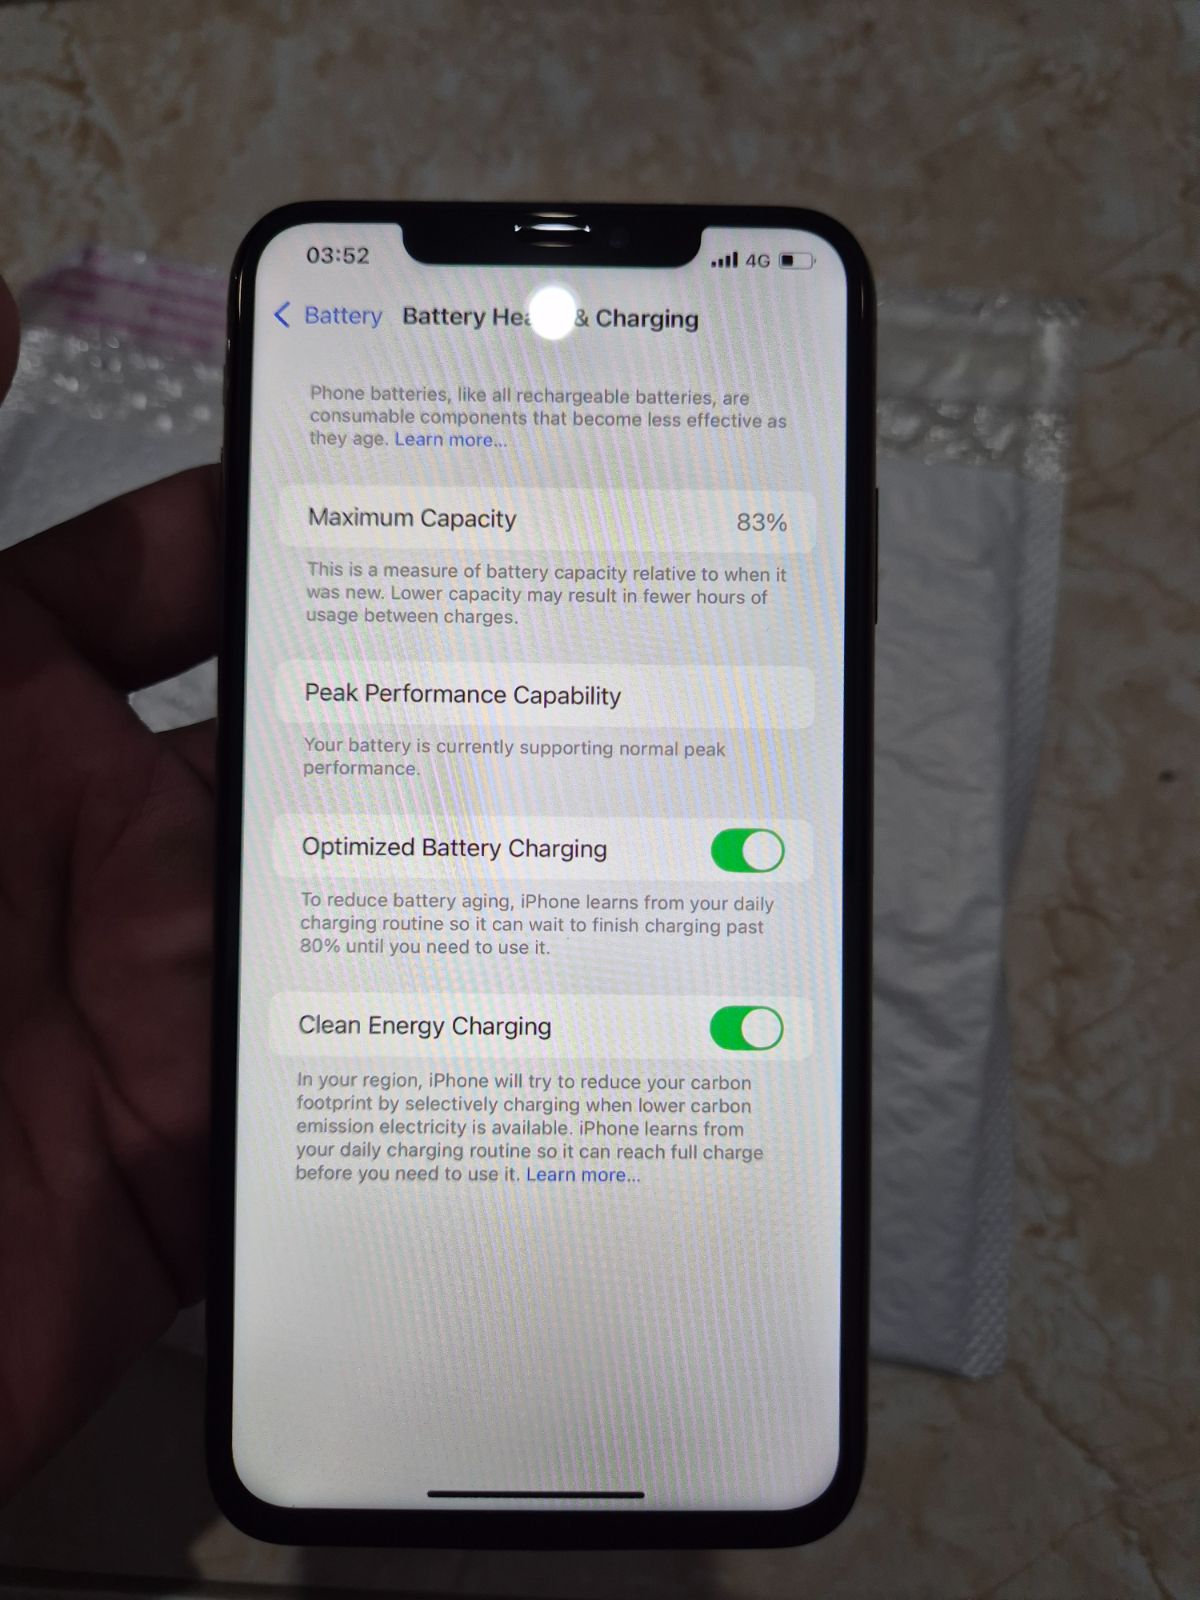 03:52
4G
Battery
Battery Hea & Charging
Phone batteries, like all rechargeable batteries, are
consumable components that become less effective as
they age. Learn more...
Maximum Capacity
83%
This is a measure of battery capacity relative to when it
was new. Lower capacity may result in fewer hours of
usage between charges.
Peak Performance Capability
Your battery is currently supporting normal peak
performance.
Optimized Battery Charging
To reduce battery aging, iPhone learns from your daily
charging routine so it can wait to finish charging past
80% until you need to use it.
Clean Energy Charging
In your region, iPhone will try to reduce your carbon
footprint by selectively charging when lower carbon
emission electricity is available. iPhone learns from
your daily charging routine so it can reach full charge
before you need to use it. Learn more...